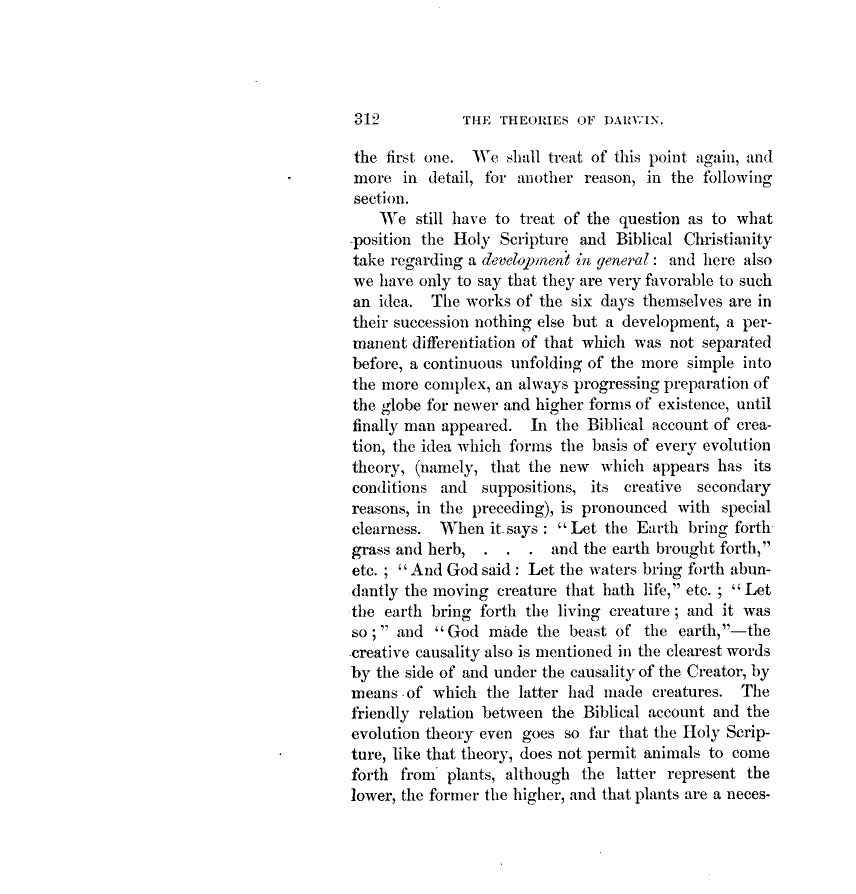 312 THE THEORIES OF DARWIN.
the first one. We shall treat of this point again, and
more in detail, for another reason, in the following
section.
We still have to treat of the question as to what
position the Holy Scripture and Biblical Christianity
take regarding a development in general: and here also
we have only to say that they are very favorable to such
an idea. The works of the six days themselves are in
their succession nothing else but a development, a per-
manent differentiation of that which was not separated
before, a continuous unfolding of the more simple into
the more complex, an always progressing preparation of
the globe for newer and higher forms of existence, until
finally man appeared. In the Biblical account of crea-
tion, the idea which forms the basis of every evolution
theory, (namely, that the new which appears has its
conditions and suppositions, its creative secondary
reasons, in the preceding), is pronounced with special
clearness. When it says: "Let the Earth bring forth
grass and herb, . . . and the earth brought forth,"
etc.; "And God said: Let the waters bring forth abun-
dantly the moving creature that hath life," etc.; "Let
the earth bring forth the living creature; and it was
so;" and "God made the beast of the earth,"—the
creative causality also is mentioned in the clearest words
by the side of and under the causality of the Creator, by
means of which the latter had made creatures. The
friendly relation between the Biblical account and the
evolution theory even goes so far that the Holy Scrip-
ture, like that theory, does not permit animals to come
forth from plants, although the latter represent the
lower, the former the higher, and that plants are a neces-